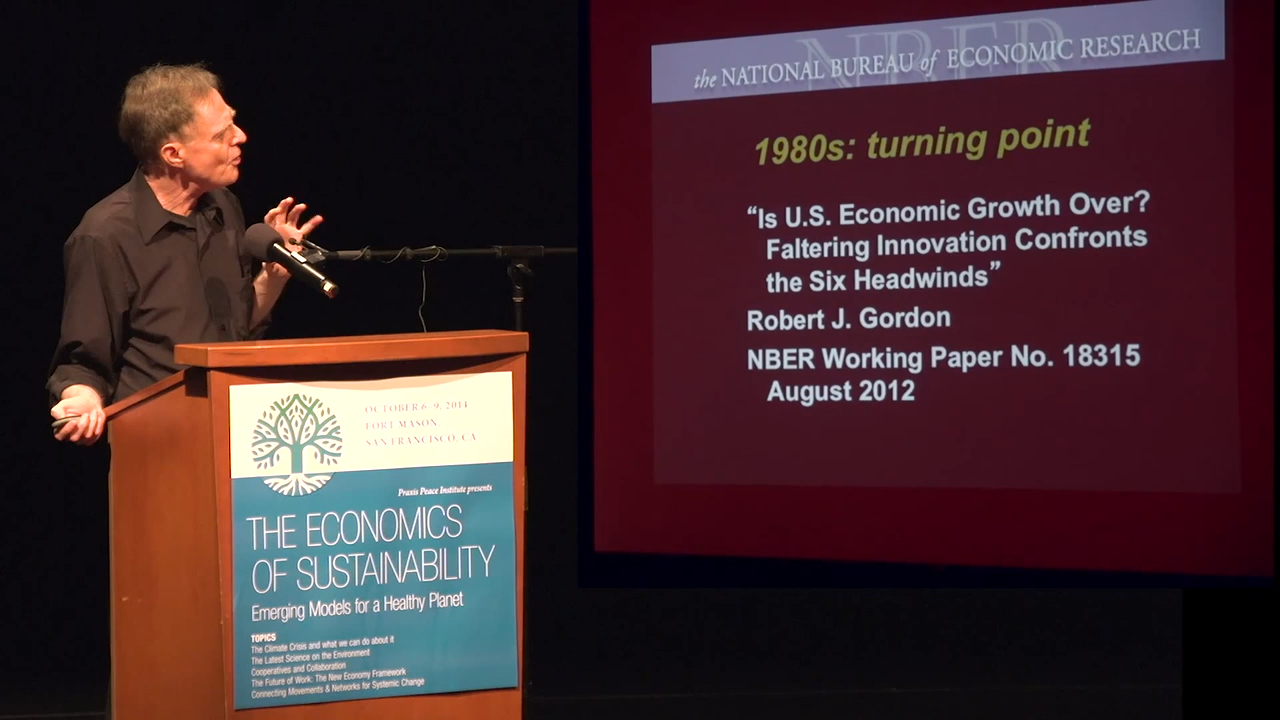 the NATIONAL BUREAU of ECONOMIC RESEARCH
NBER
1980s: turning point
“Is U.S. Economic Growth Over?
Faltering Innovation Confronts
the Six Headwinds”
Robert J. Gordon
NBER Working Paper No. 18315
August 2012
OCTOBER 6–9, 2014
FORT MASON
SAN FRANCISCO, CA
Praxis Peace Institute presents
THE ECONOMICS
OF SUSTAINABILITY
Emerging Models for a Healthy Planet
TOPICS
The Climate Crisis and what we can do about it
The Latest Science on the Environment
Cooperatives and Collaboration
The Future of Work: The New Economy Framework
Connecting Movements & Networks for Systemic Change